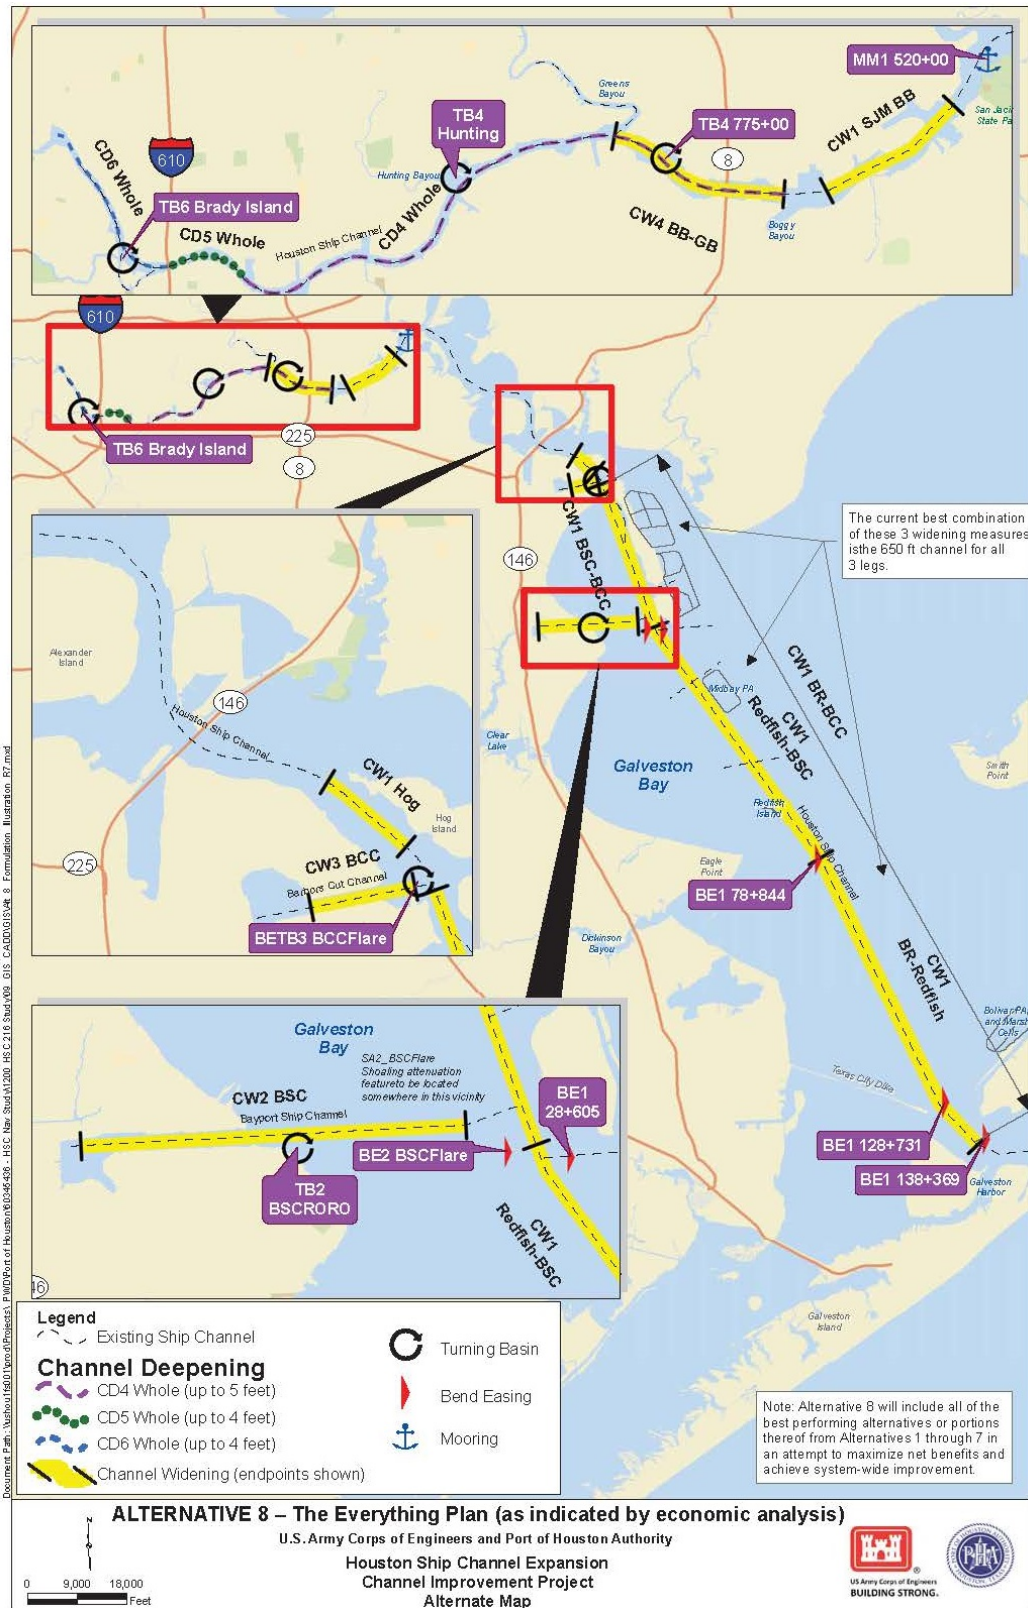 MM1 520+00
Greens
Bayou
San Jaci
State Pa
TB4
Hunting
TB4 775+00
CW1 SJM BB
8
610
CD6 Whole
Hunting Bayou
TB6 Brady Island
CD5 Whole
Houston Ship Channel
CD4 Whole
CW4 BB-GB
Boggy
Bayou
610
TB6 Brady Island
225
8
146
CW1 BSC-BCC
The current best combination
of these 3 widening measures
isthe 650 ft channel for all
3 legs.
Alexander
Island
146
Houston Ship Channel
CW1 Hog
Hog
Island
225
CW3 BCC
Barbors Cut Channel
BETB3 BCCFlare
Clear
Lake
Midbay PA
CW1
Redfish-BSC
CW1 BR-BCC
Galveston
Bay
Smith
Point
Redfish
Island
Houston Ship Channel
Eagle
Point
BE1 78+844
Dickinson
Bayou
CW1
BR-Redfish
Bolivar PA
and Marsh
Cells
Texas City Dike
BE1 128+731
BE1 138+369
Galveston
Harbor
Galveston
Bay
SA2_BSCFlare
Shoaling attenuation
featureto be located
somewhere in this vicinity
CW2 BSC
Bayport Ship Channel
BE1
28+605
BE2 BSCFlare
TB2
BSCRORO
CW1
Redfish-BSC
46
Galveston
Island
Legend
Existing Ship Channel
Channel Deepening
CD4 Whole (up to 5 feet)
CD5 Whole (up to 4 feet)
CD6 Whole (up to 4 feet)
Channel Widening (endpoints shown)
Turning Basin
Bend Easing
Mooring
Note: Alternative 8 will include all of the
best performing alternatives or portions
thereof from Alternatives 1 through 7 in
an attempt to maximize net benefits and
achieve system-wide improvement.
ALTERNATIVE 8 – The Everything Plan (as indicated by economic analysis)
U.S. Army Corps of Engineers and Port of Houston Authority
Houston Ship Channel Expansion
Channel Improvement Project
Alternate Map
N
0 9,000 18,000
Feet
US Army Corps of Engineers
BUILDING STRONG.
PHA